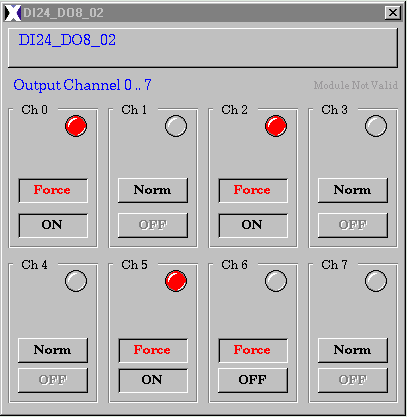 DI24_DO8_02
DI24_DO8_02
Output Channel 0 .. 7 Module Not Valid
Ch 0 Ch 1 Ch 2 Ch 3
Force Norm Force Norm
ON OFF ON OFF
Ch 4 Ch 5 Ch 6 Ch 7
Norm Force Force Norm
OFF ON OFF OFF